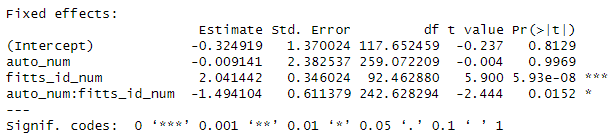 Fixed effects:
Estimate Std. Error df t value Pr(>|t|)
(Intercept) -0.324919 1.370024 117.652459 -0.237 0.8129
auto_num -0.009141 2.382537 259.072209 -0.004 0.9969
fitts_id_num 2.041442 0.346024 92.462880 5.900 5.93e-08 ***
auto_num:fitts_id_num -1.494104 0.611379 242.628294 -2.444 0.0152 *
---
Signif. codes: 0 ‘***’ 0.001 ‘**’ 0.01 ‘*’ 0.05 ‘.’ 0.1 ‘ ’ 1